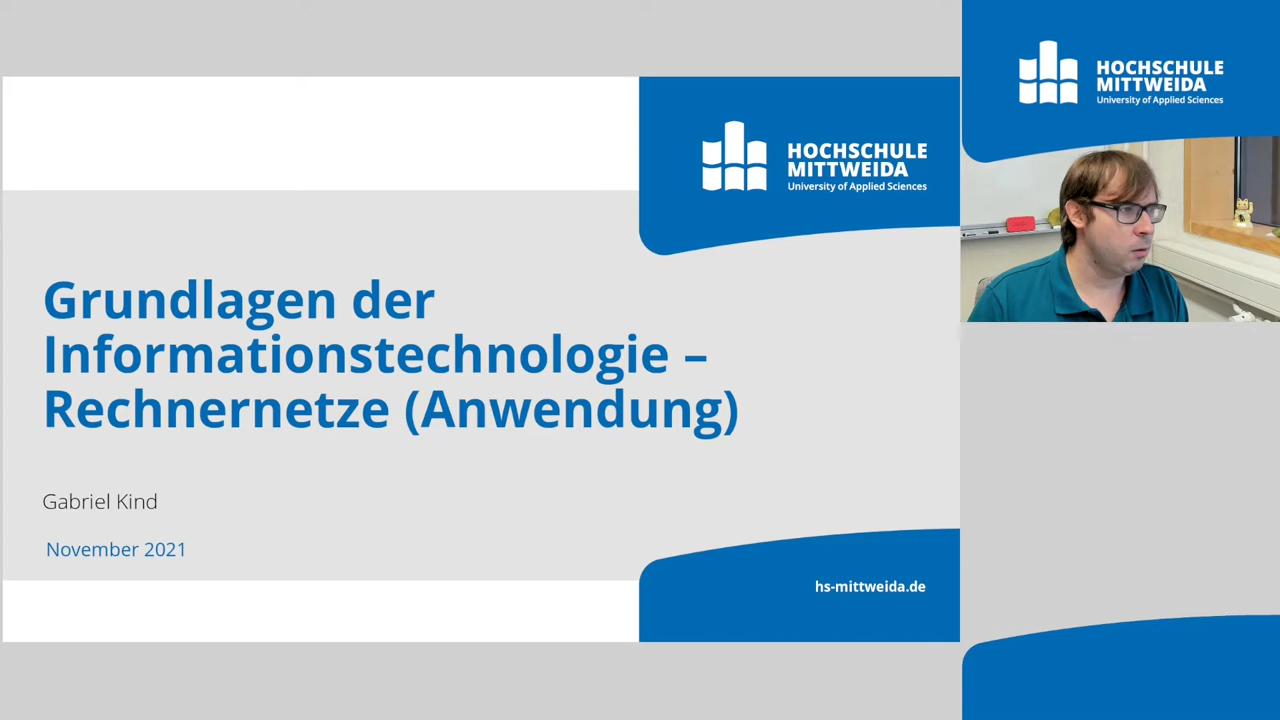 HOCHSCHULE
MITTWEIDA
University of Applied Sciences
Grundlagen der
Informationstechnologie –
Rechnernetze (Anwendung)
Gabriel Kind
November 2021
hs-mittweida.de
HOCHSCHULE
MITTWEIDA
University of Applied Sciences